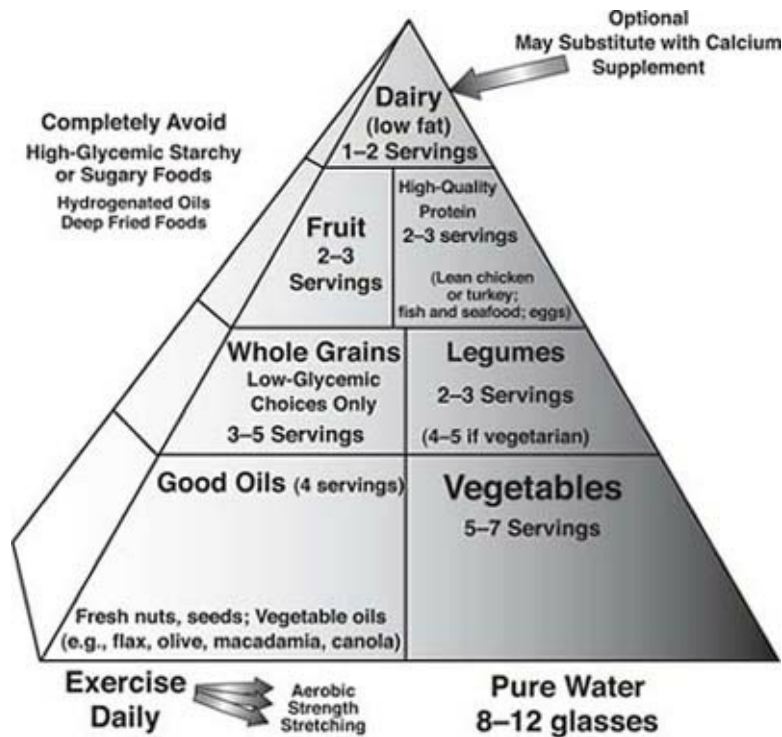 Optional
May Substitute with Calcium
Supplement
Completely Avoid
High-Glycemic Starchy
or Sugary Foods
Hydrogenated Oils
Deep Fried Foods
Dairy
(low fat)
1–2 Servings
Fruit
2–3
Servings
High-Quality
Protein
2–3 servings
(Lean chicken
or turkey;
fish and seafood; eggs)
Whole Grains
Low-Glycemic
Choices Only
3–5 Servings
Legumes
2–3 Servings
(4–5 if vegetarian)
Good Oils (4 servings)
Fresh nuts, seeds; Vegetable oils
(e.g., flax, olive, macadamia, canola)
Vegetables
5–7 Servings
Exercise
Daily
Aerobic
Strength
Stretching
Pure Water
8–12 glasses